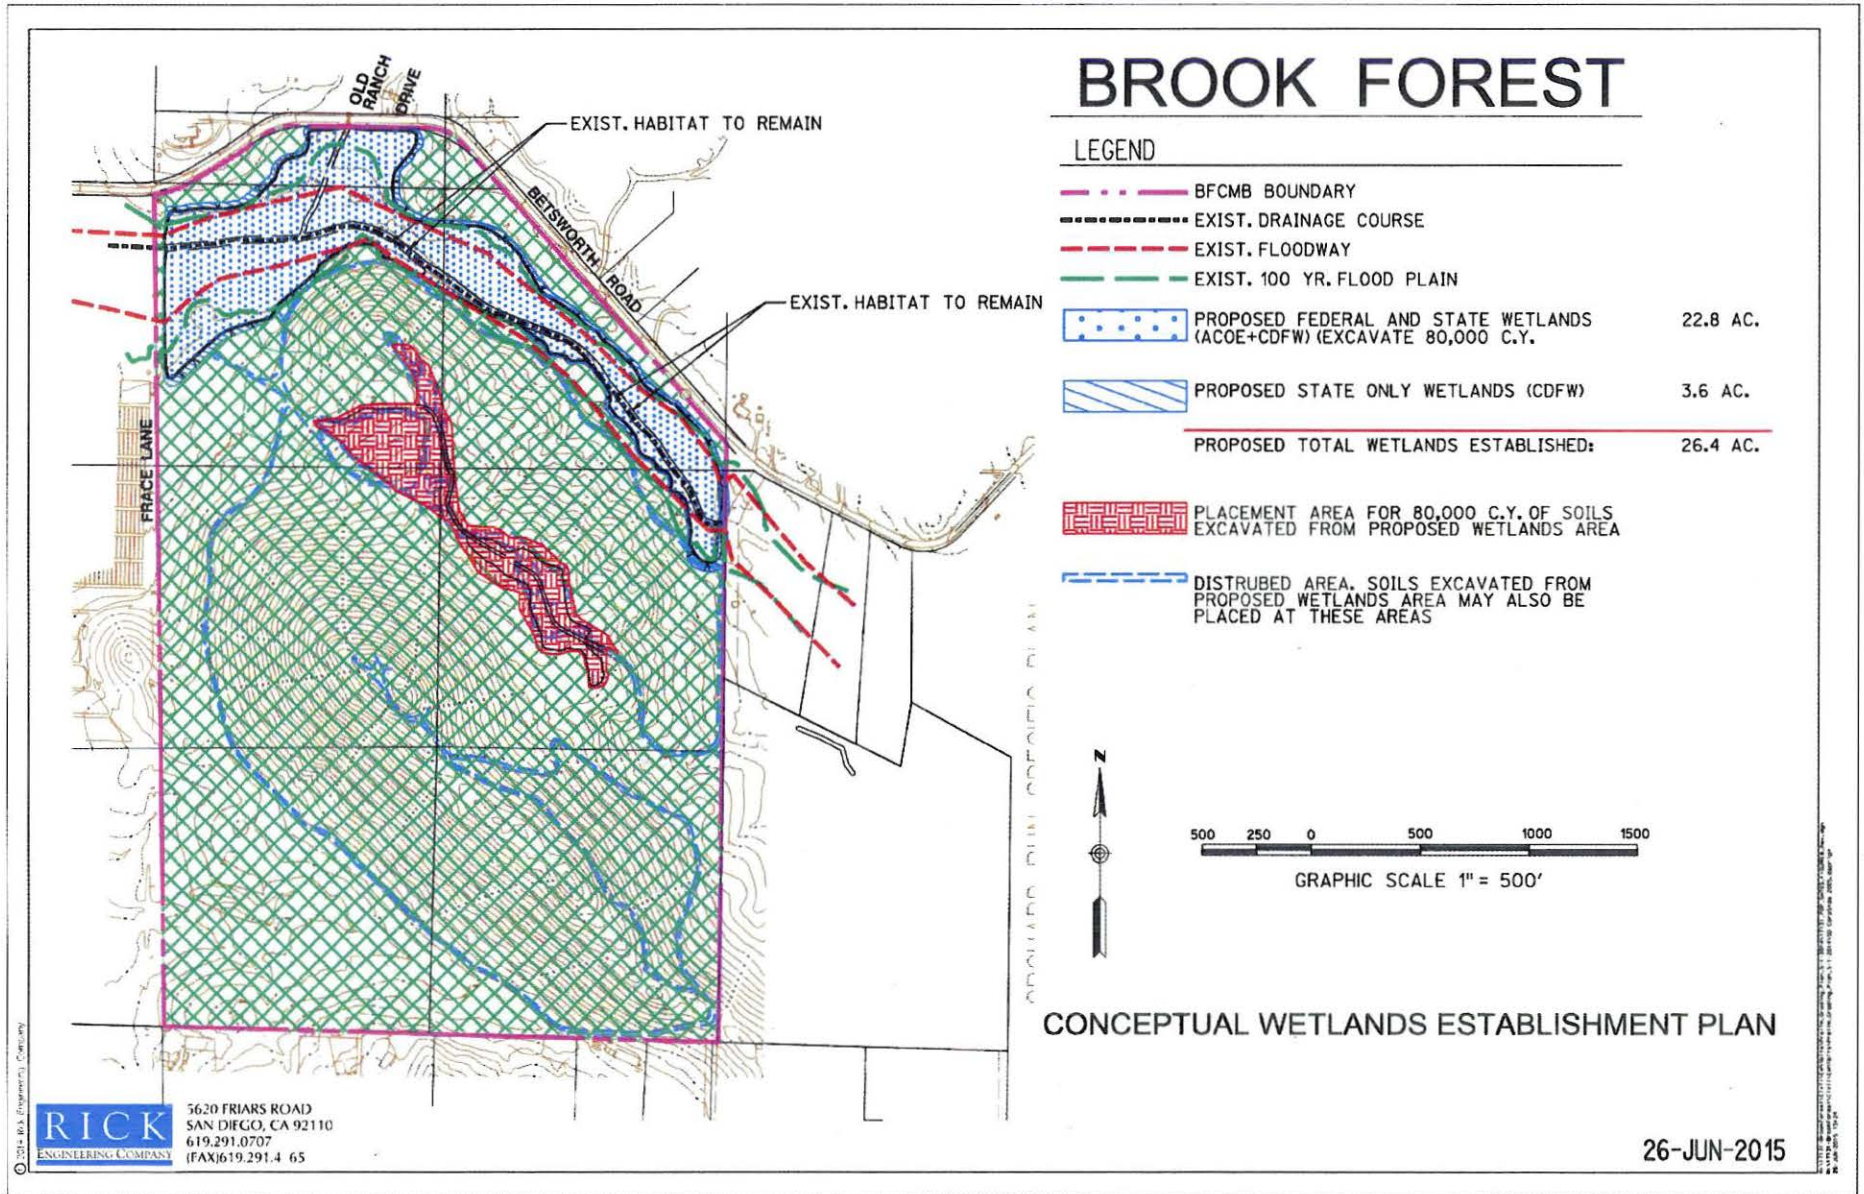 BROOK FOREST
OLD
RANCH
DRIVE
EXIST. HABITAT TO REMAIN
BETSWORTH ROAD
EXIST. HABITAT TO REMAIN
FRACE LANE
LEGEND
BFCMB BOUNDARY
EXIST. DRAINAGE COURSE
EXIST. FLOODWAY
EXIST. 100 YR. FLOOD PLAIN
PROPOSED FEDERAL AND STATE WETLANDS 22.8 AC.
(ACOE+CDFW) (EXCAVATE 80,000 C.Y.
PROPOSED STATE ONLY WETLANDS (CDFW) 3.6 AC.
PROPOSED TOTAL WETLANDS ESTABLISHED: 26.4 AC.
PLACEMENT AREA FOR 80,000 C.Y. OF SOILS
EXCAVATED FROM PROPOSED WETLANDS AREA
DISTRUBED AREA. SOILS EXCAVATED FROM
PROPOSED WETLANDS AREA MAY ALSO BE
PLACED AT THESE AREAS
N
500 250 0 500 1000 1500
GRAPHIC SCALE 1" = 500'
CONCEPTUAL WETLANDS ESTABLISHMENT PLAN
RICK
ENGINEERING COMPANY
5620 FRIARS ROAD
SAN DIEGO, CA 92110
619.291.0707
(FAX)619.291.4 65
26-JUN-2015